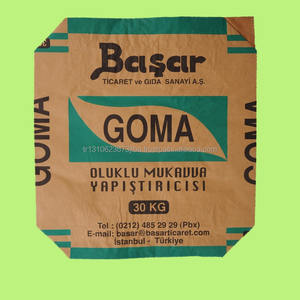 Başar
TİCARET ve GIDA SANAYİ A.Ş.
GOMA
GOMA
GOMA
OLUKLU MUKAVVA
YAPIŞTIRICISI
30 KG
Tel : (0212) 485 29 29 (Pbx)
E-mail: basar@basarticaret.com
İstanbul - Türkiye